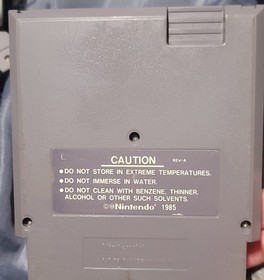 CAUTION REV-A
•DO NOT STORE IN EXTREME TEMPERATURES.
•DO NOT IMMERSE IN WATER.
•DO NOT CLEAN WITH BENZENE, THINNER,
ALCOHOL OR OTHER SUCH SOLVENTS.
©®Nintendo® 1985